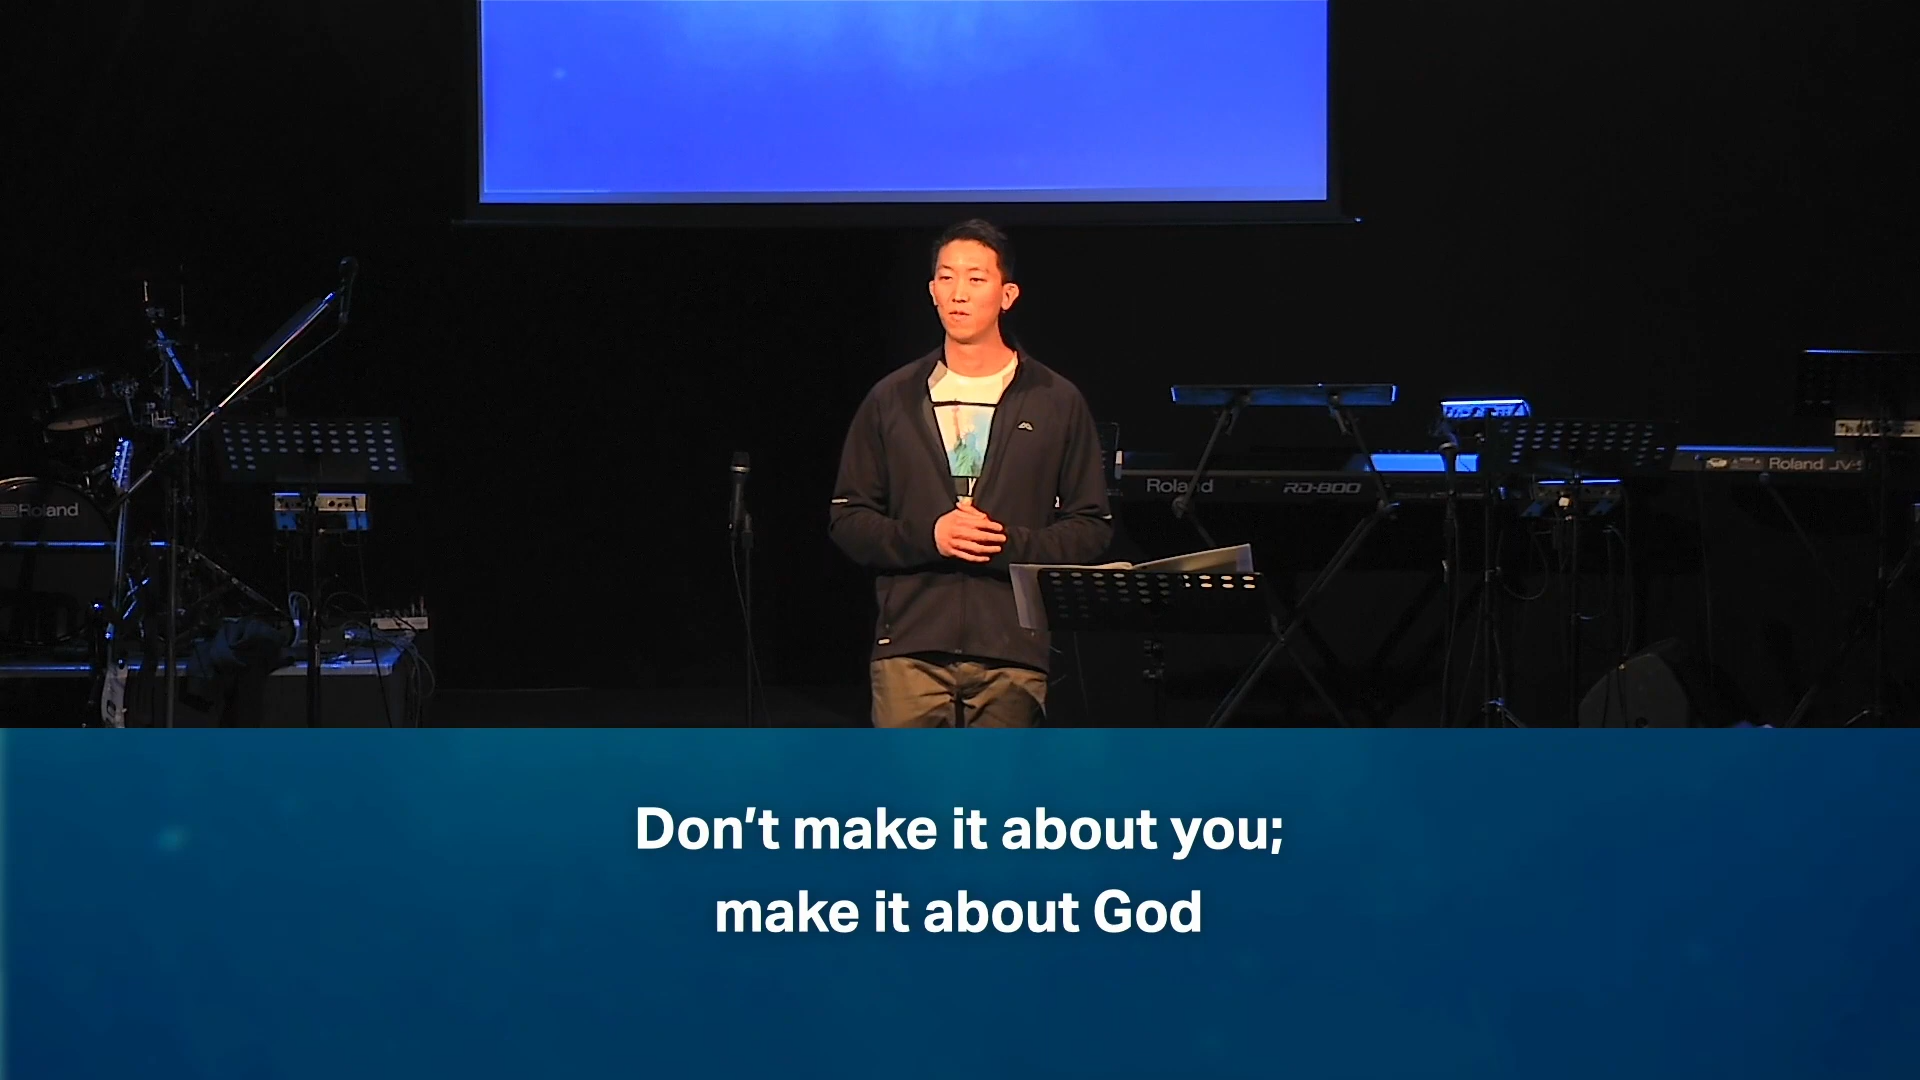 Roland
Roland
RD-800
Roland
Don't make it about you;
make it about God